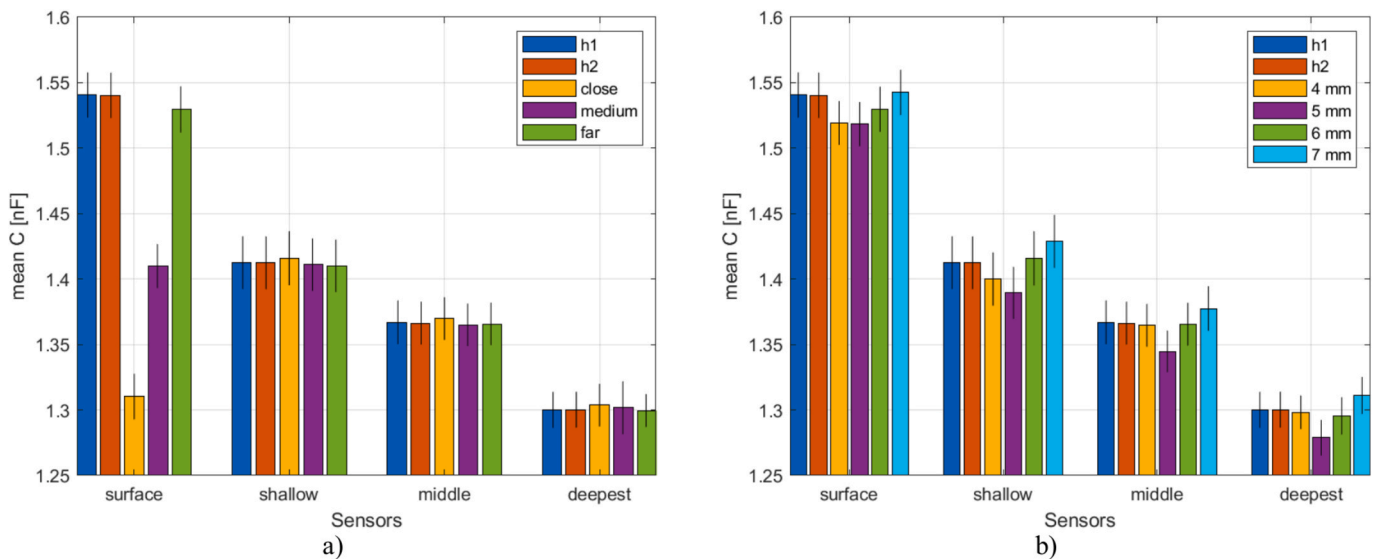 1.6
1.55
1.5
1.45
1.4
1.35
1.3
1.25
mean C [nF]
h1
h2
close
medium
far
surface
shallow
middle
deepest
Sensors
a)
1.6
1.55
1.5
1.45
1.4
1.35
1.3
1.25
mean C [nF]
h1
h2
4 mm
5 mm
6 mm
7 mm
surface
shallow
middle
deepest
Sensors
b)